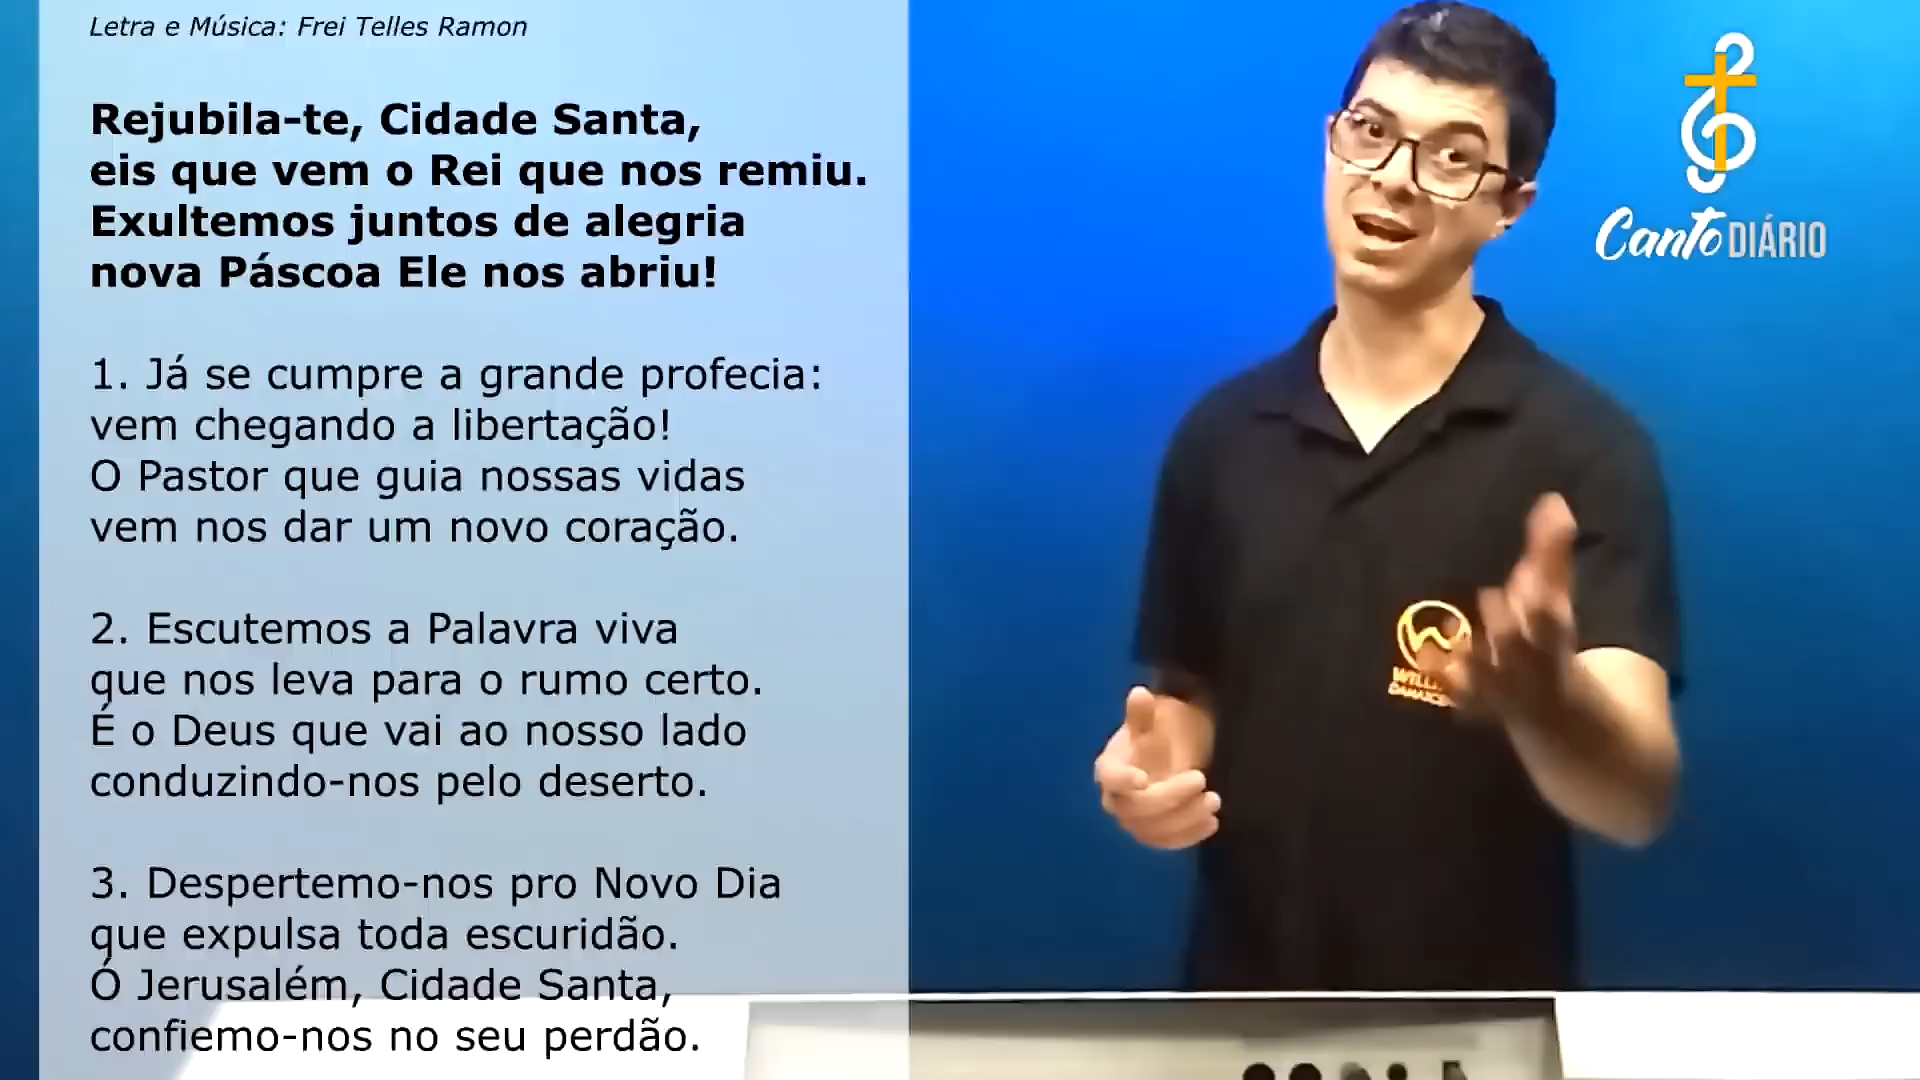 Letra e Música: Frei Telles Ramon
Rejubila-te, Cidade Santa,
eis que vem o Rei que nos remiu.
Exultemos juntos de alegria
nova Páscoa Ele nos abriu!
1. Já se cumpre a grande profecia:
vem chegando a libertação!
O Pastor que guia nossas vidas
vem nos dar um novo coração.
2. Escutemos a Palavra viva
que nos leva para o rumo certo.
É o Deus que vai ao nosso lado
conduzindo-nos pelo deserto.
3. Despertemo-nos pro Novo Dia
que expulsa toda escuridão.
Ó Jerusalém, Cidade Santa,
confiemo-nos no seu perdão.
Canto DIÁRIO